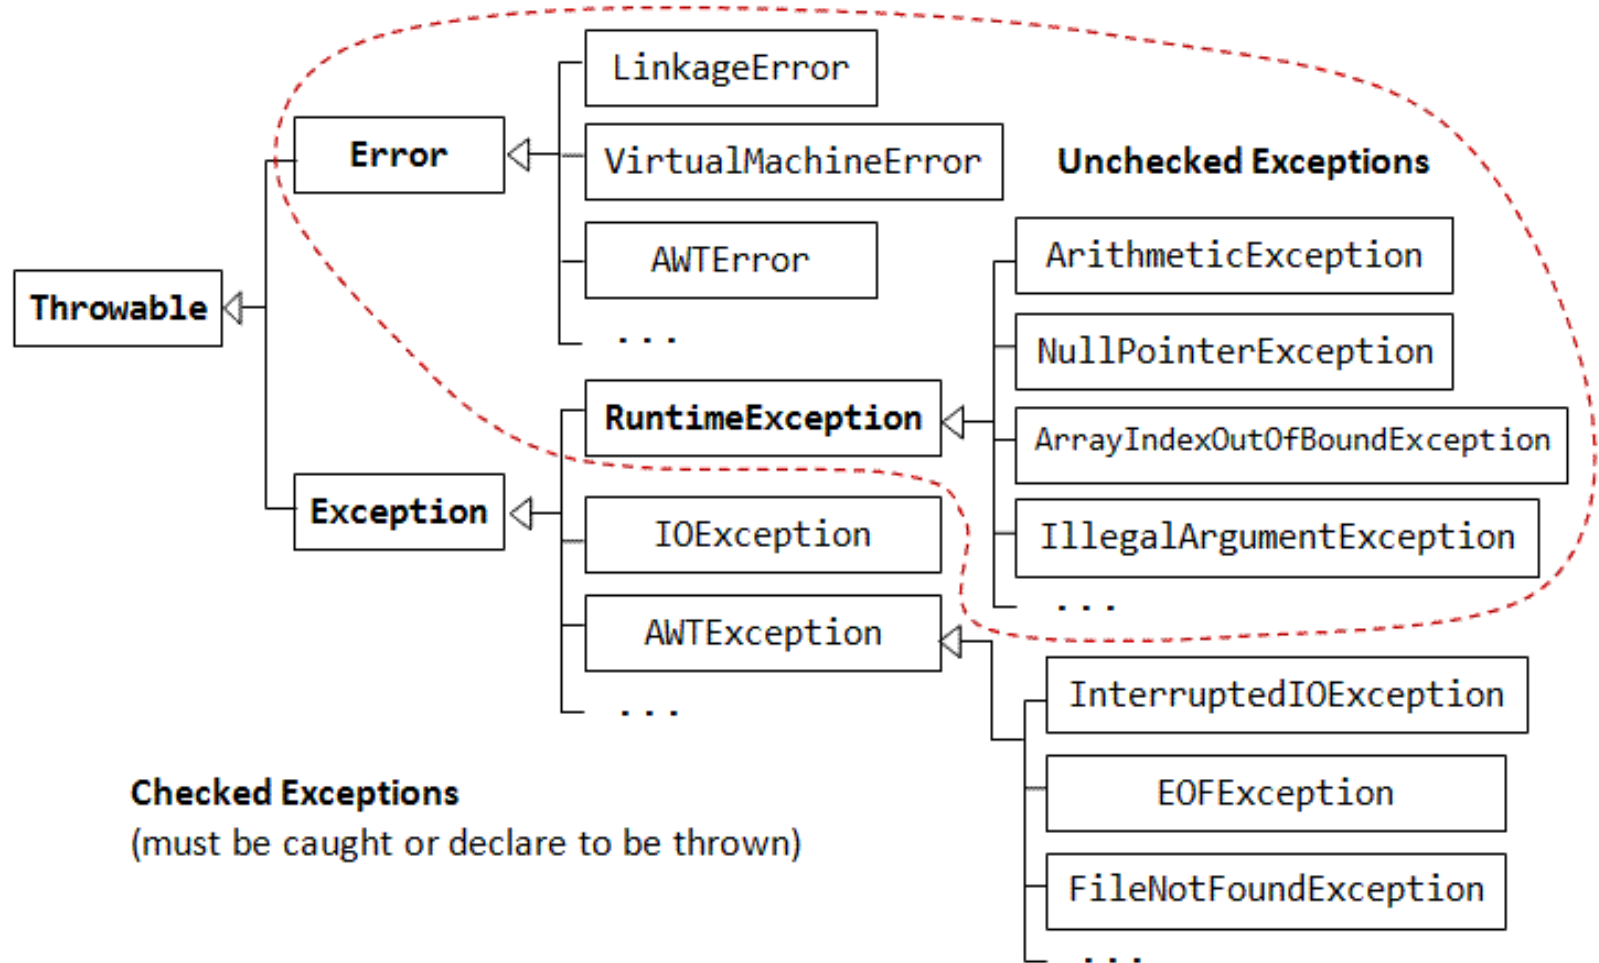 LinkageError
Error
VirtualMachineError
Unchecked Exceptions
AWTError
ArithmeticException
Throwable
...
NullPointerException
RuntimeException
ArrayIndexOutOfBoundException
Exception
IOException
IllegalArgumentException
...
AWTException
...
InterruptedIOException
Checked Exceptions
(must be caught or declare to be thrown)
EOFException
FileNotFoundException
...